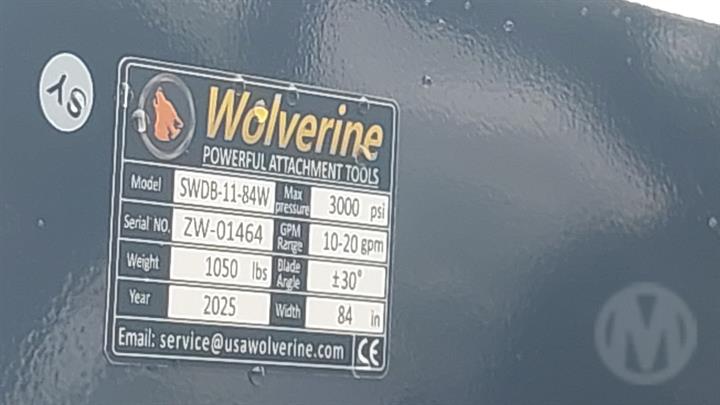 SY
Wolverine
POWERFUL ATTACHMENT TOOLS
Model SWDB-11-84W Max pressure 3000 psi
Serial NO. ZW-01464 GPM Range 10-20 gpm
Weight 1050 lbs Blade Angle ±30°
Year 2025 Width 84 in
Email: service@usawolverine.com CE
M